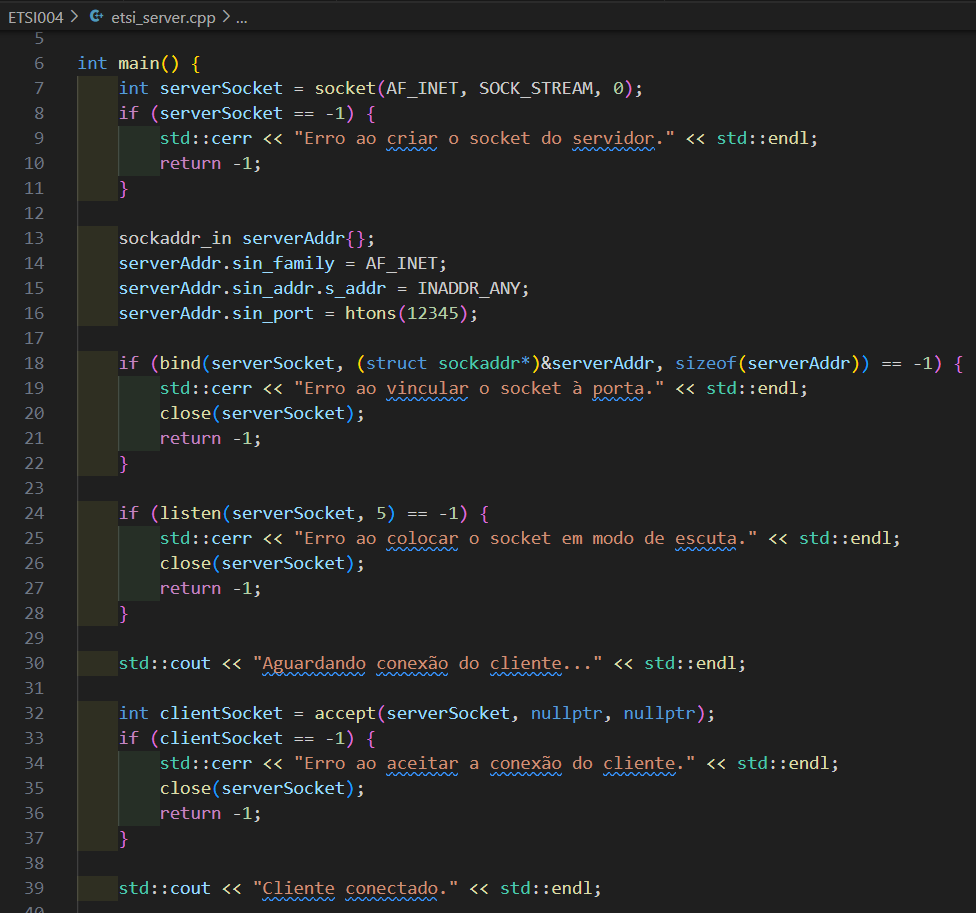 ETSI004 > etsi_server.cpp > ...
5
6 int main() {
7     int serverSocket = socket(AF_INET, SOCK_STREAM, 0);
8     if (serverSocket == -1) {
9         std::cerr << "Erro ao criar o socket do servidor." << std::endl;
10         return -1;
11     }
12
13     sockaddr_in serverAddr{};
14     serverAddr.sin_family = AF_INET;
15     serverAddr.sin_addr.s_addr = INADDR_ANY;
16     serverAddr.sin_port = htons(12345);
17
18     if (bind(serverSocket, (struct sockaddr*)&serverAddr, sizeof(serverAddr)) == -1) {
19         std::cerr << "Erro ao vincular o socket à porta." << std::endl;
20         close(serverSocket);
21         return -1;
22     }
23
24     if (listen(serverSocket, 5) == -1) {
25         std::cerr << "Erro ao colocar o socket em modo de escuta." << std::endl;
26         close(serverSocket);
27         return -1;
28     }
29
30     std::cout << "Aguardando conexão do cliente..." << std::endl;
31
32     int clientSocket = accept(serverSocket, nullptr, nullptr);
33     if (clientSocket == -1) {
34         std::cerr << "Erro ao aceitar a conexão do cliente." << std::endl;
35         close(serverSocket);
36         return -1;
37     }
38
39     std::cout << "Cliente conectado." << std::endl;
40